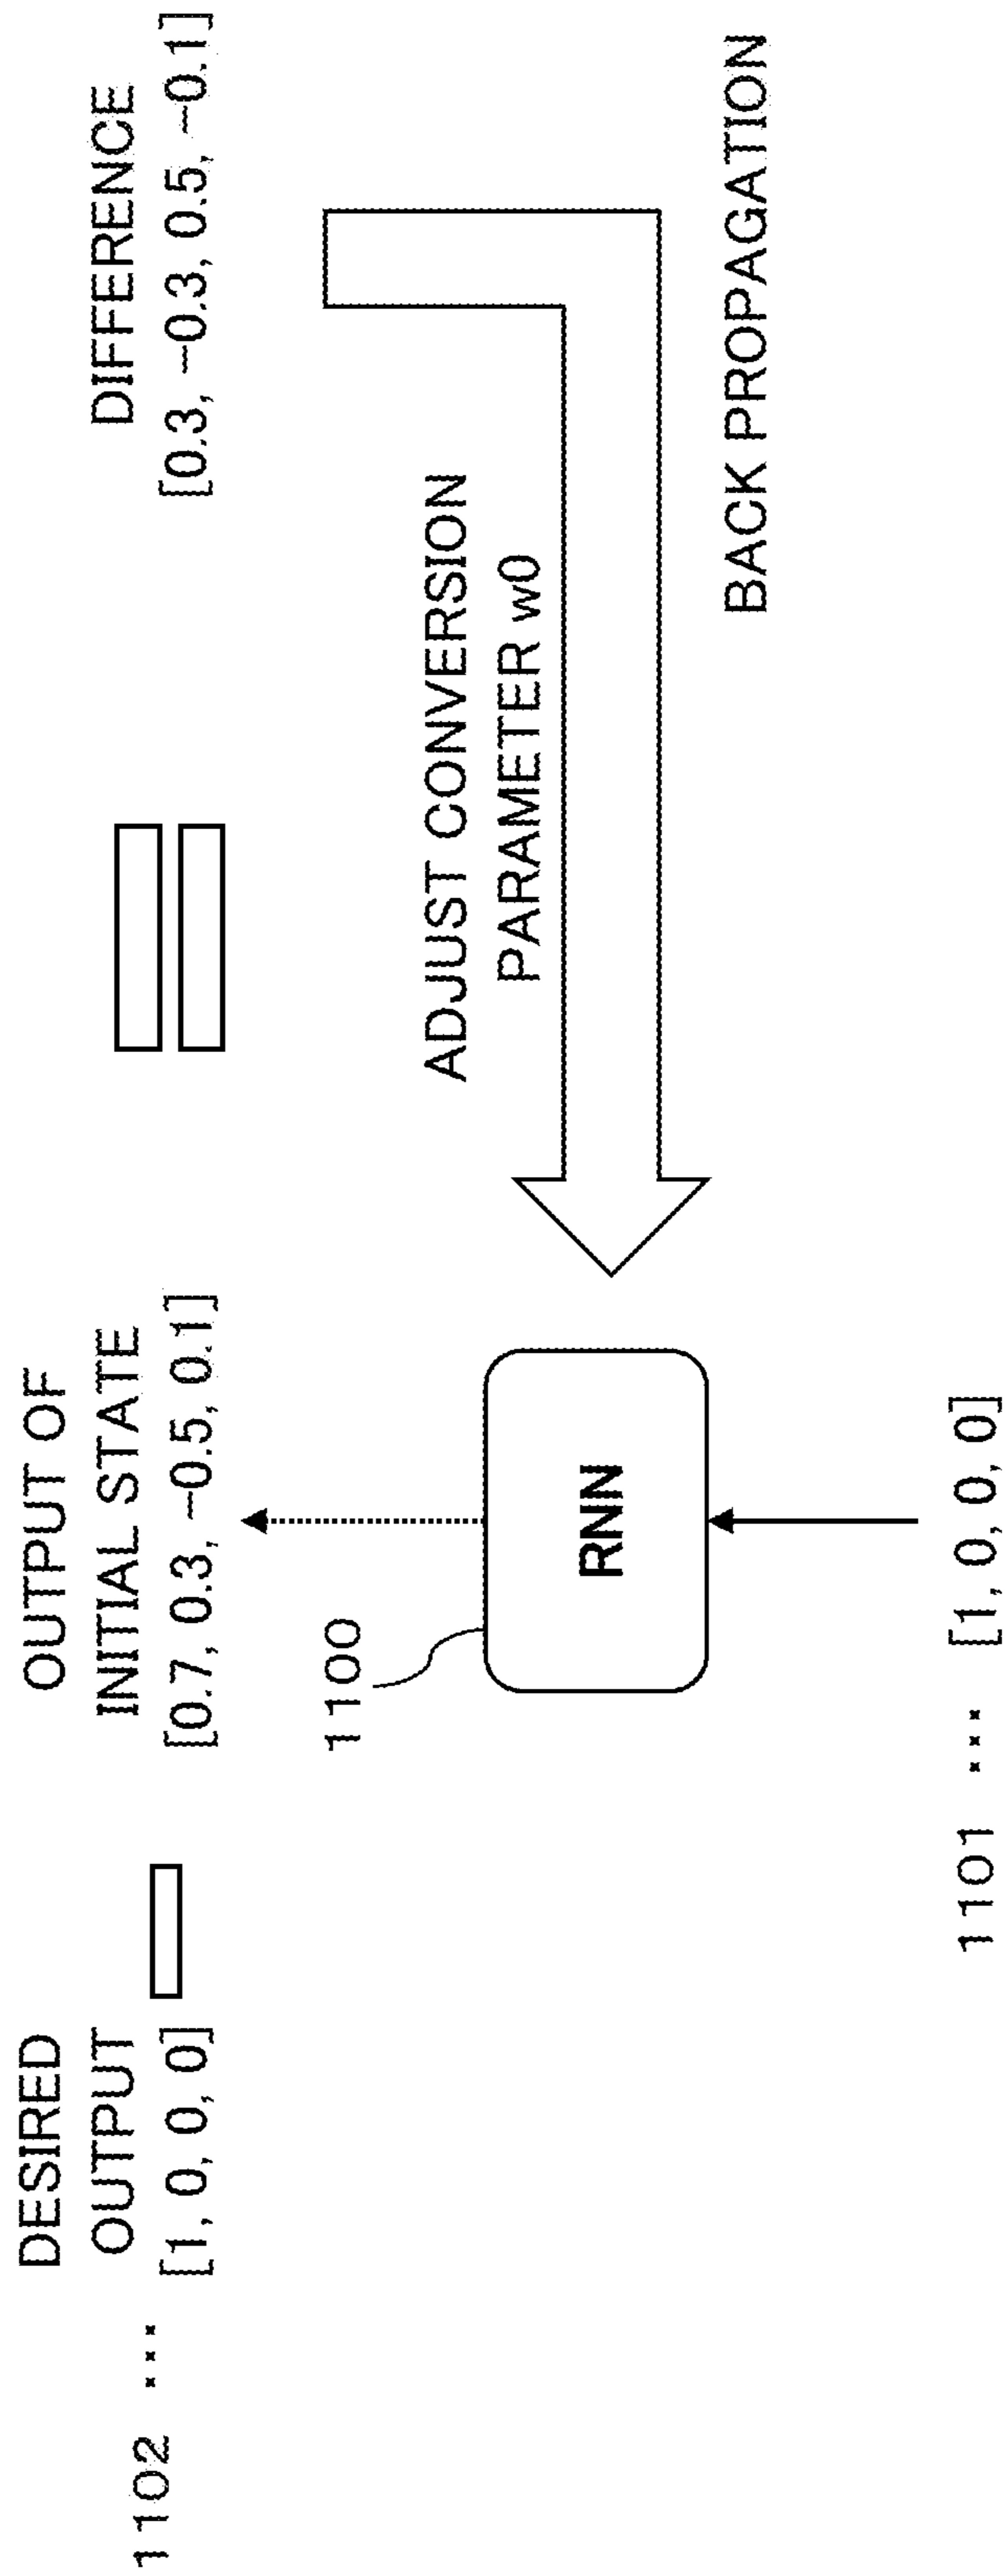 DESIRED
OUTPUT
1102 ... [1, 0, 0, 0]
OUTPUT OF
INITIAL STATE
[0.7, 0.3, −0.5, 0.1]
DIFFERENCE
[0.3, −0.3, 0.5, −0.1]
1100
RNN
ADJUST CONVERSION
PARAMETER w0
BACK PROPAGATION
1101 ... [1, 0, 0, 0]